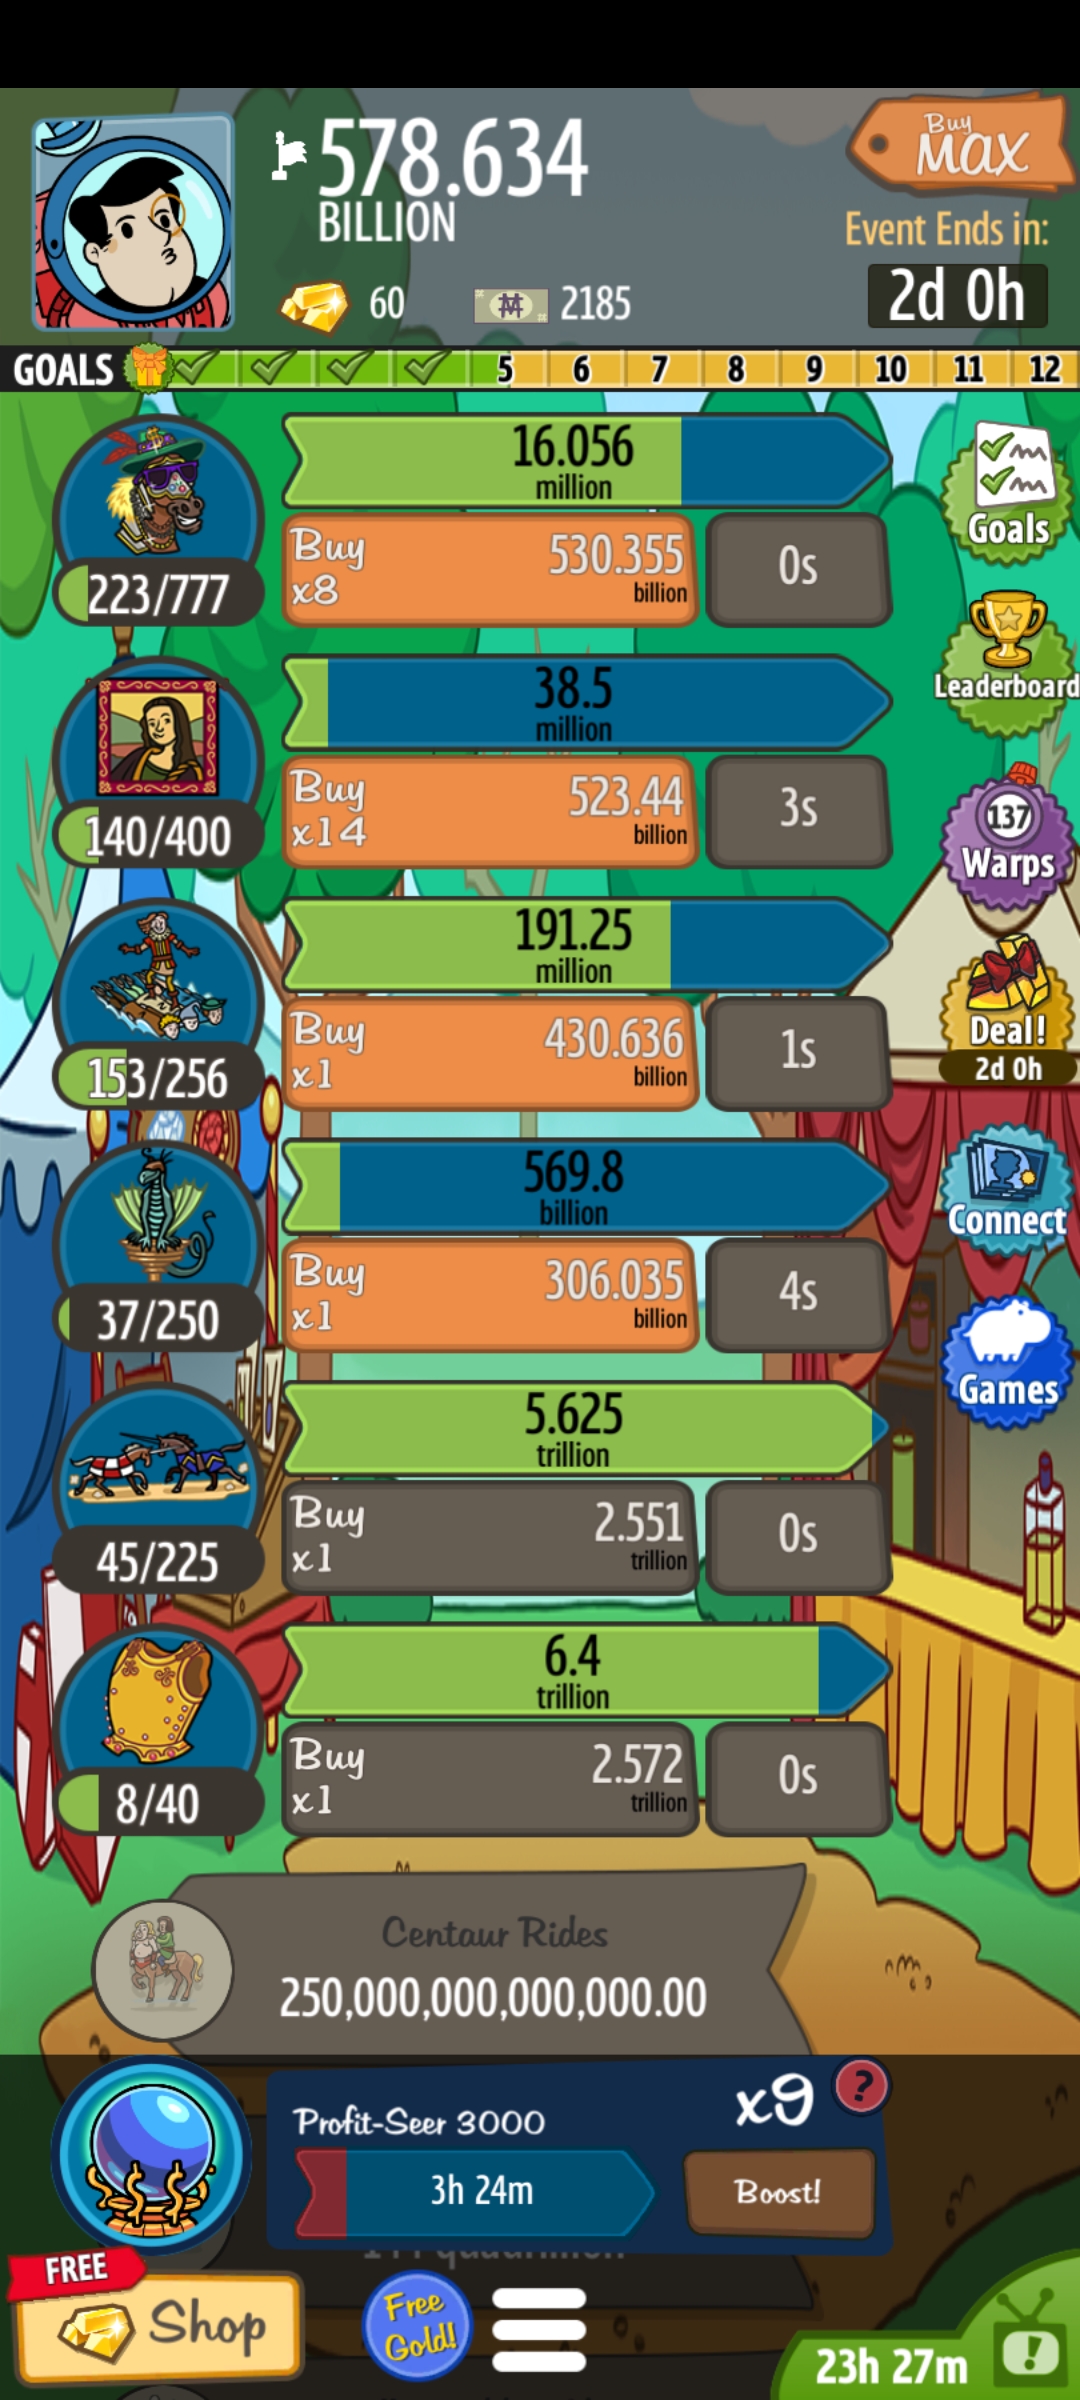 578.634
BILLION
Buy
MAX
Event Ends in:
2d 0h
60
2185
GOALS 5 6 7 8 9 10 11 12
16.056
million
Buy
x8
530.355
billion
0s
223/777
Goals
38.5
million
Leaderboard
Buy
x14
523.44
billion
3s
140/400
137
Warps
191.25
million
Buy
x1
430.636
billion
1s
153/256
Deal!
2d 0h
569.8
billion
Connect
Buy
x1
306.035
billion
4s
37/250
Games
5.625
trillion
Buy
x1
2.551
trillion
0s
45/225
6.4
trillion
Buy
x1
2.572
trillion
0s
8/40
Centaur Rides
250,000,000,000,000.00
Profit-Seer 3000
x9
?
3h 24m
Boost!
FREE
Shop
Free
Gold!
23h 27m
!